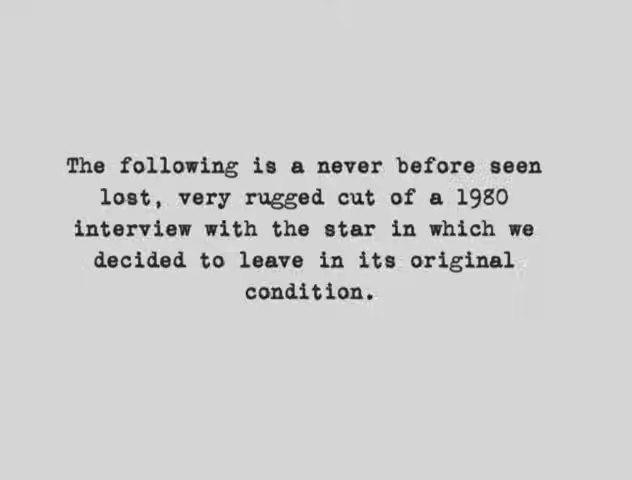 The following is a never before seen
lost, very rugged cut of a 1980
interview with the star in which we
decided to leave in its original
condition.